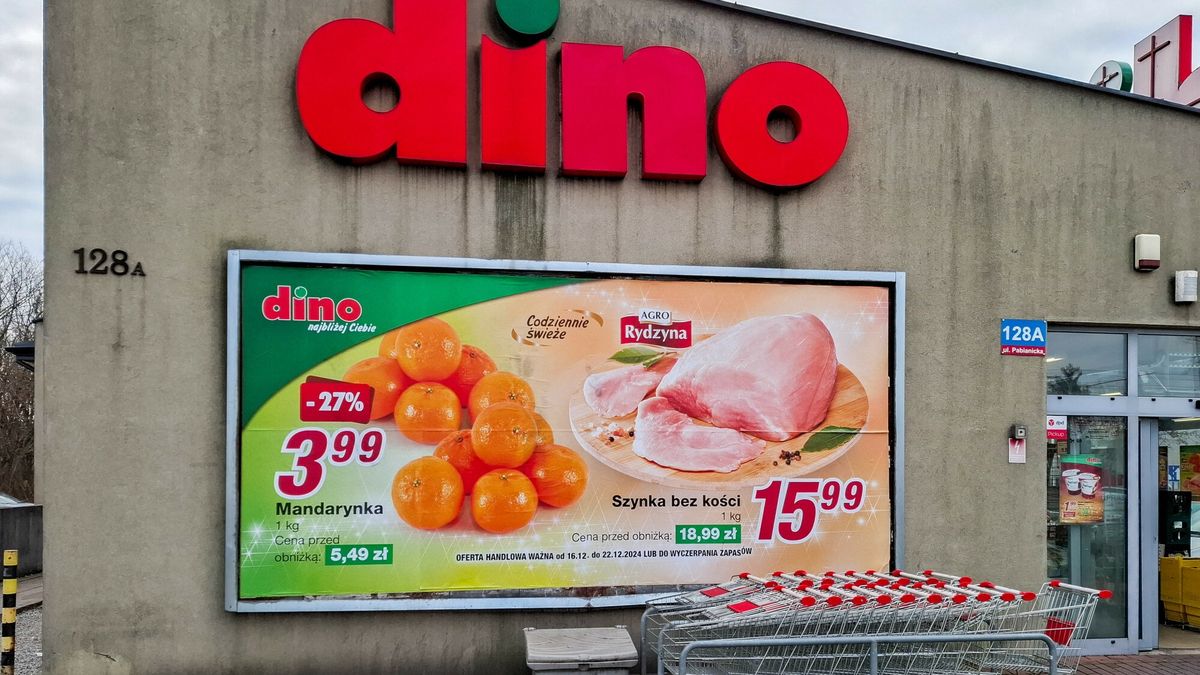 dino
128A
dino
najbliżej Ciebie
Codziennie
świeże
AGRO
Rydzyna
- 27%
3 99
Mandarynka
1 kg
Cena przed
obniżką: 5,49 zł
Szynka bez kości
1 kg
Cena przed obniżką: 18,99 zł
15 99
OFERTA HANDLOWA WAŻNA od 16.12. do 22.12.2024 LUB DO WYCZERPANIA ZAPASÓW
128A
ul. Pabianicka
dpd
Pickup